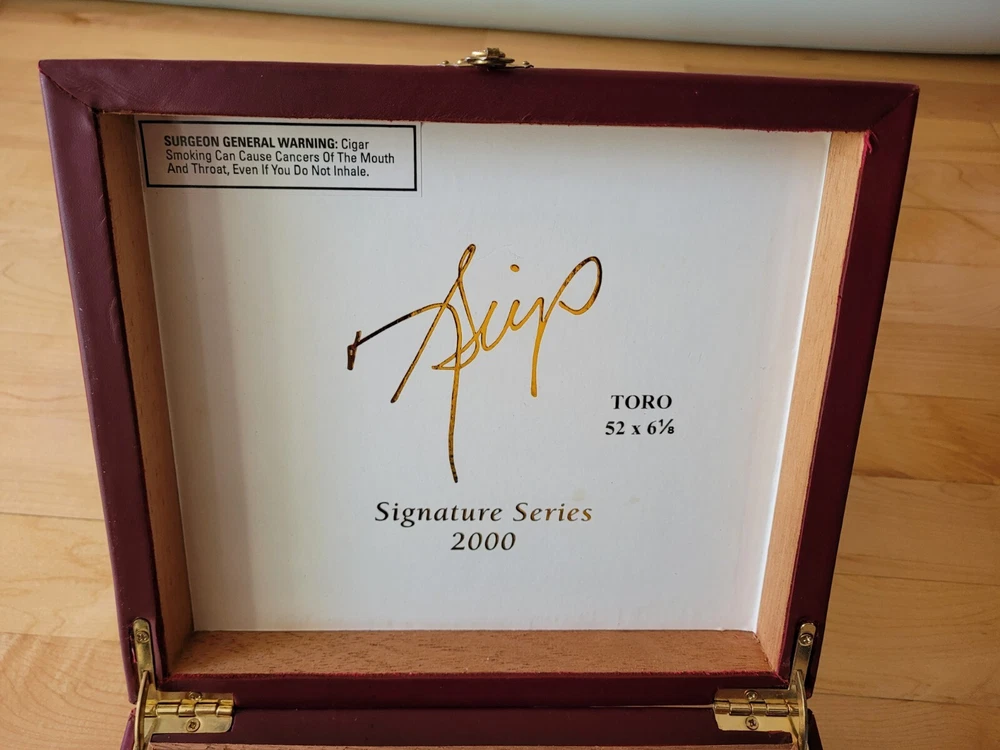 SURGEON GENERAL WARNING: Cigar
Smoking Can Cause Cancers Of The Mouth
And Throat, Even If You Do Not Inhale.
TORO
52 x 6⅛
Signature Series
2000